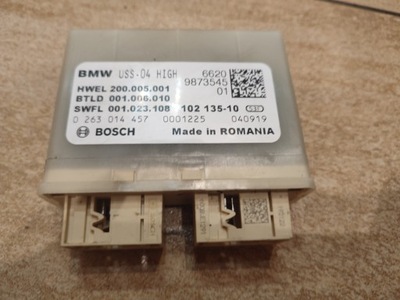 BMW USS-04 HIGH 6620
HWEL 200.005.001 9873545
BTLD 001.006.010 01
SWFL 001.023.108 102 135-10
0 263 014 457 0001225 040919
BOSCH Made in ROMANIA